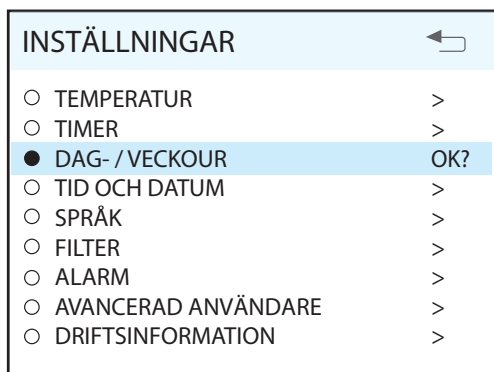 INSTÄLLNINGAR
TEMPERATUR >
TIMER >
DAG- / VECKOUR OK?
TID OCH DATUM >
SPRÅK >
FILTER >
ALARM >
AVANCERAD ANVÄNDARE >
DRIFTSINFORMATION >